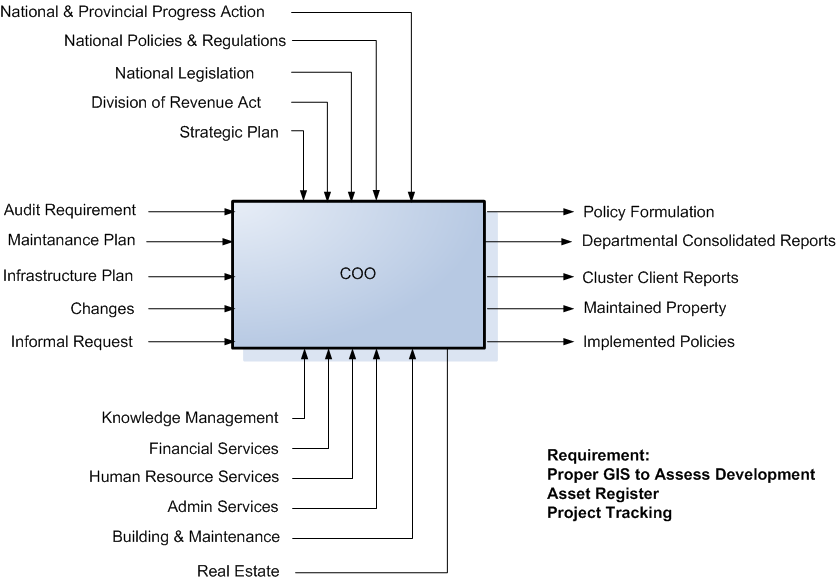 National & Provincial Progress Action
National Policies & Regulations
National Legislation
Division of Revenue Act
Strategic Plan
Audit Requirement
Maintanance Plan
Infrastructure Plan
Changes
Informal Request
COO
Policy Formulation
Departmental Consolidated Reports
Cluster Client Reports
Maintained Property
Implemented Policies
Knowledge Management
Financial Services
Human Resource Services
Admin Services
Building & Maintenance
Real Estate
Requirement:
Proper GIS to Assess Development
Asset Register
Project Tracking